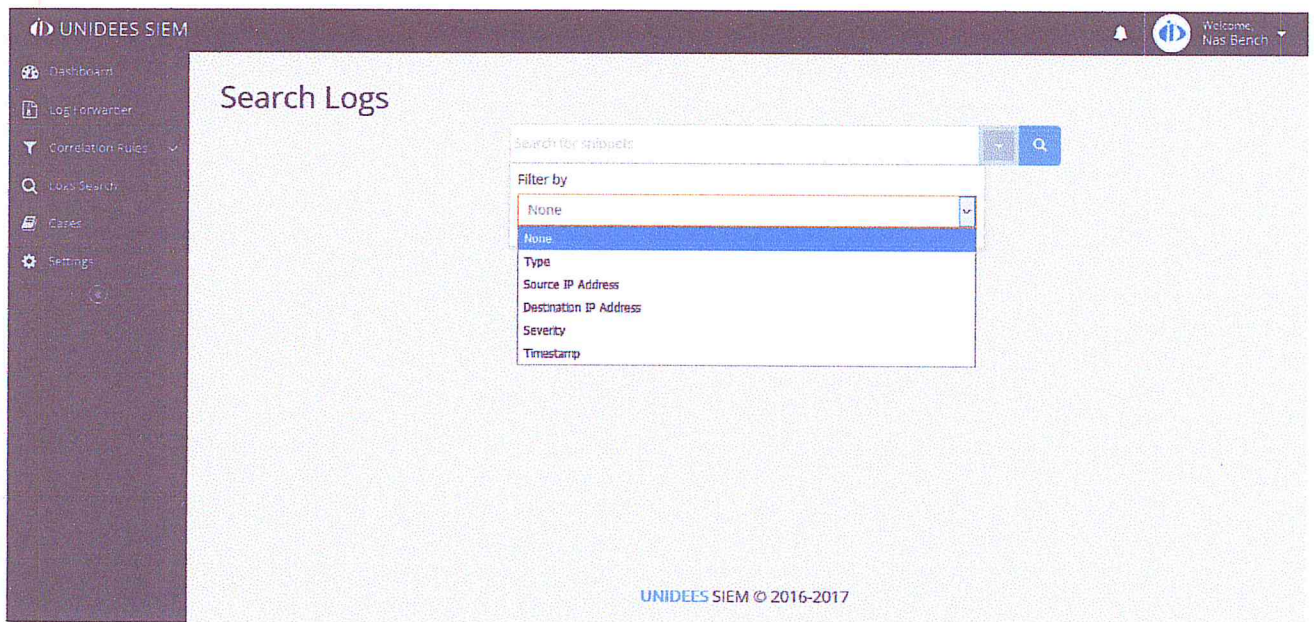 UNIDEES SIEM
Welcome,
Nas Bench
Dashboard
Log Forwarder
Correlation Rules
Logs Search
Cases
Settings
Search Logs
Search for snippets
Filter by
None
None
Type
Source IP Address
Destination IP Address
Severity
Timestamp
UNIDEES SIEM © 2016-2017